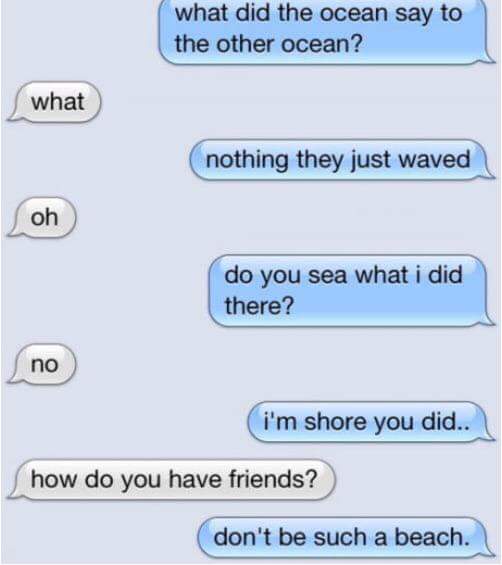 what did the ocean say to
the other ocean?
what
nothing they just waved
oh
do you sea what i did
there?
no
i'm shore you did..
how do you have friends?
don't be such a beach.